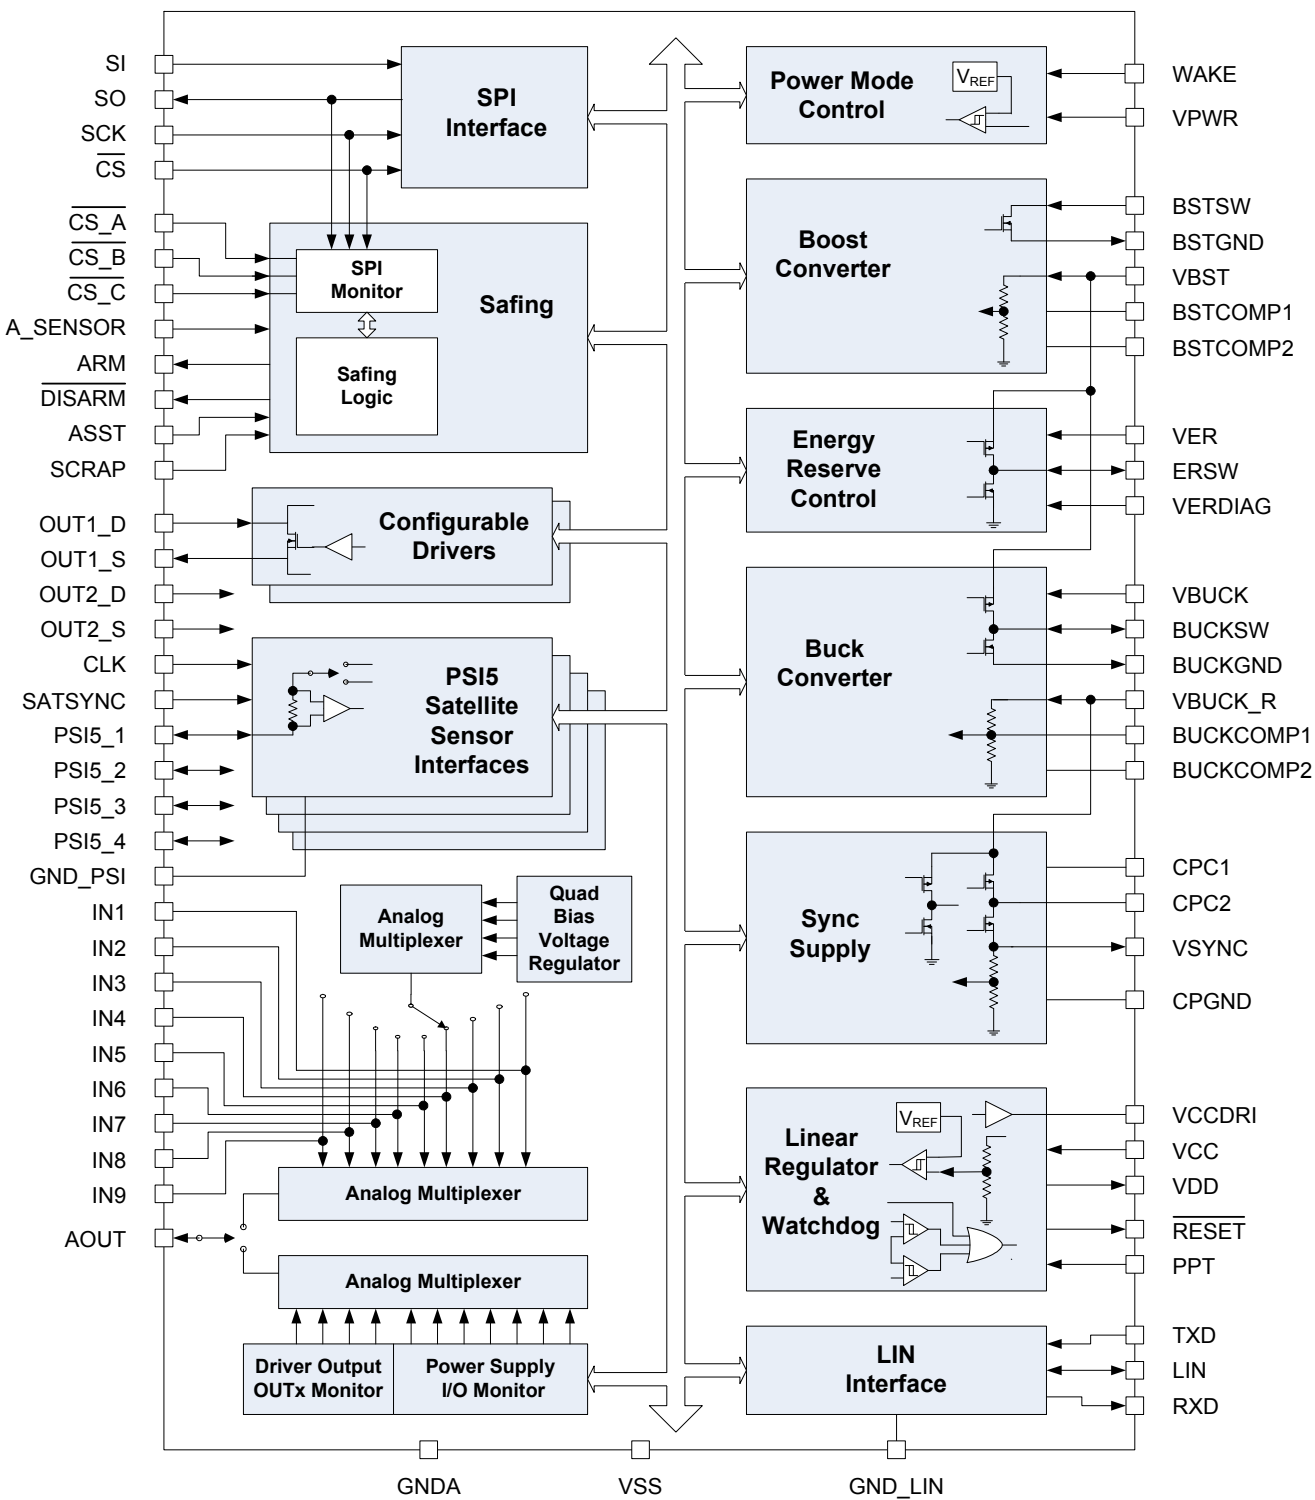 SI
SO
SCK
CS
CS_A
CS_B
CS_C
A_SENSOR
ARM
DISARM
ASST
SCRAP
OUT1_D
OUT1_S
OUT2_D
OUT2_S
CLK
SATSYNC
PSI5_1
PSI5_2
PSI5_3
PSI5_4
GND_PSI
IN1
IN2
IN3
IN4
IN5
IN6
IN7
IN8
IN9
AOUT
SPI
Interface
SPI
Monitor
Safing
Safing
Logic
Configurable
Drivers
PSI5
Satellite
Sensor
Interfaces
Analog
Multiplexer
Quad
Bias
Voltage
Regulator
Analog Multiplexer
Analog Multiplexer
Driver Output
OUTx Monitor
Power Supply
I/O Monitor
Power Mode
Control
VREF
Boost
Converter
Energy
Reserve
Control
Buck
Converter
Sync
Supply
Linear
Regulator
&
Watchdog
VREF
LIN
Interface
WAKE
VPWR
BSTSW
BSTGND
VBST
BSTCOMP1
BSTCOMP2
VER
ERSW
VERDIAG
VBUCK
BUCKSW
BUCKGND
VBUCK_R
BUCKCOMP1
BUCKCOMP2
CPC1
CPC2
VSYNC
CPGND
VCCDRI
VCC
VDD
RESET
PPT
TXD
LIN
RXD
GNDA
VSS
GND_LIN